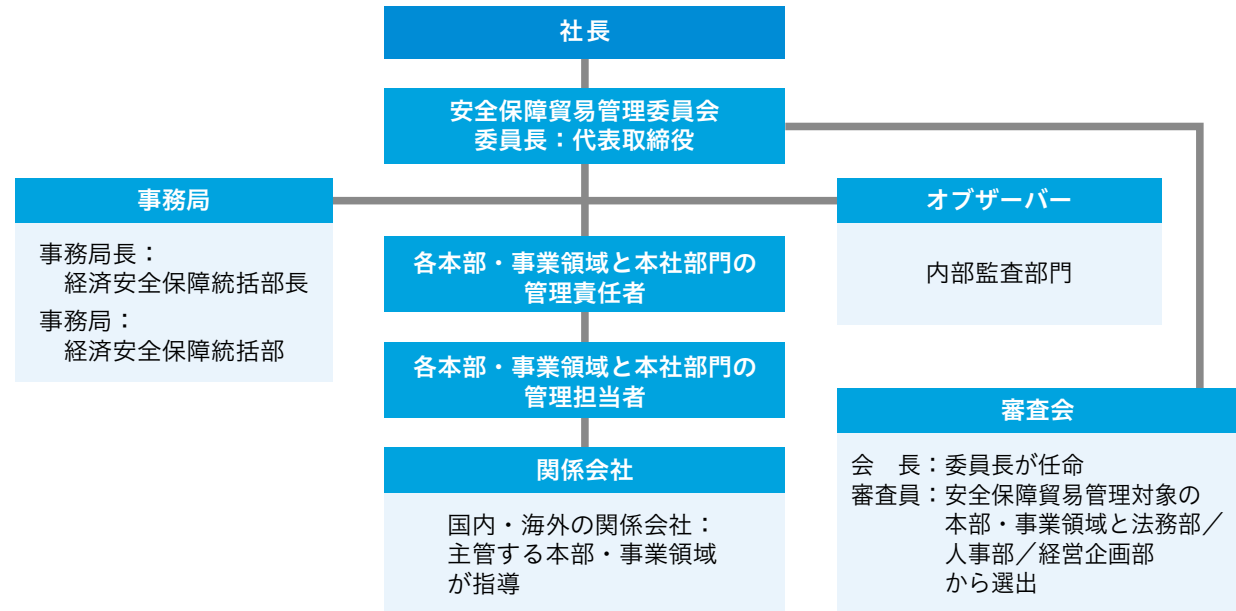 社長
安全保障貿易管理委員会
委員長：代表取締役
事務局
事務局長：
経済安全保障統括部長
事務局：
経済安全保障統括部
オブザーバー
内部監査部門
各本部・事業領域と本社部門の
管理責任者
各本部・事業領域と本社部門の
管理担当者
関係会社
国内・海外の関係会社：
主管する本部・事業領域
が指導
審査会
会　長：委員長が任命
審査員：安全保障貿易管理対象の
本部・事業領域と法務部／
人事部／経営企画部
から選出